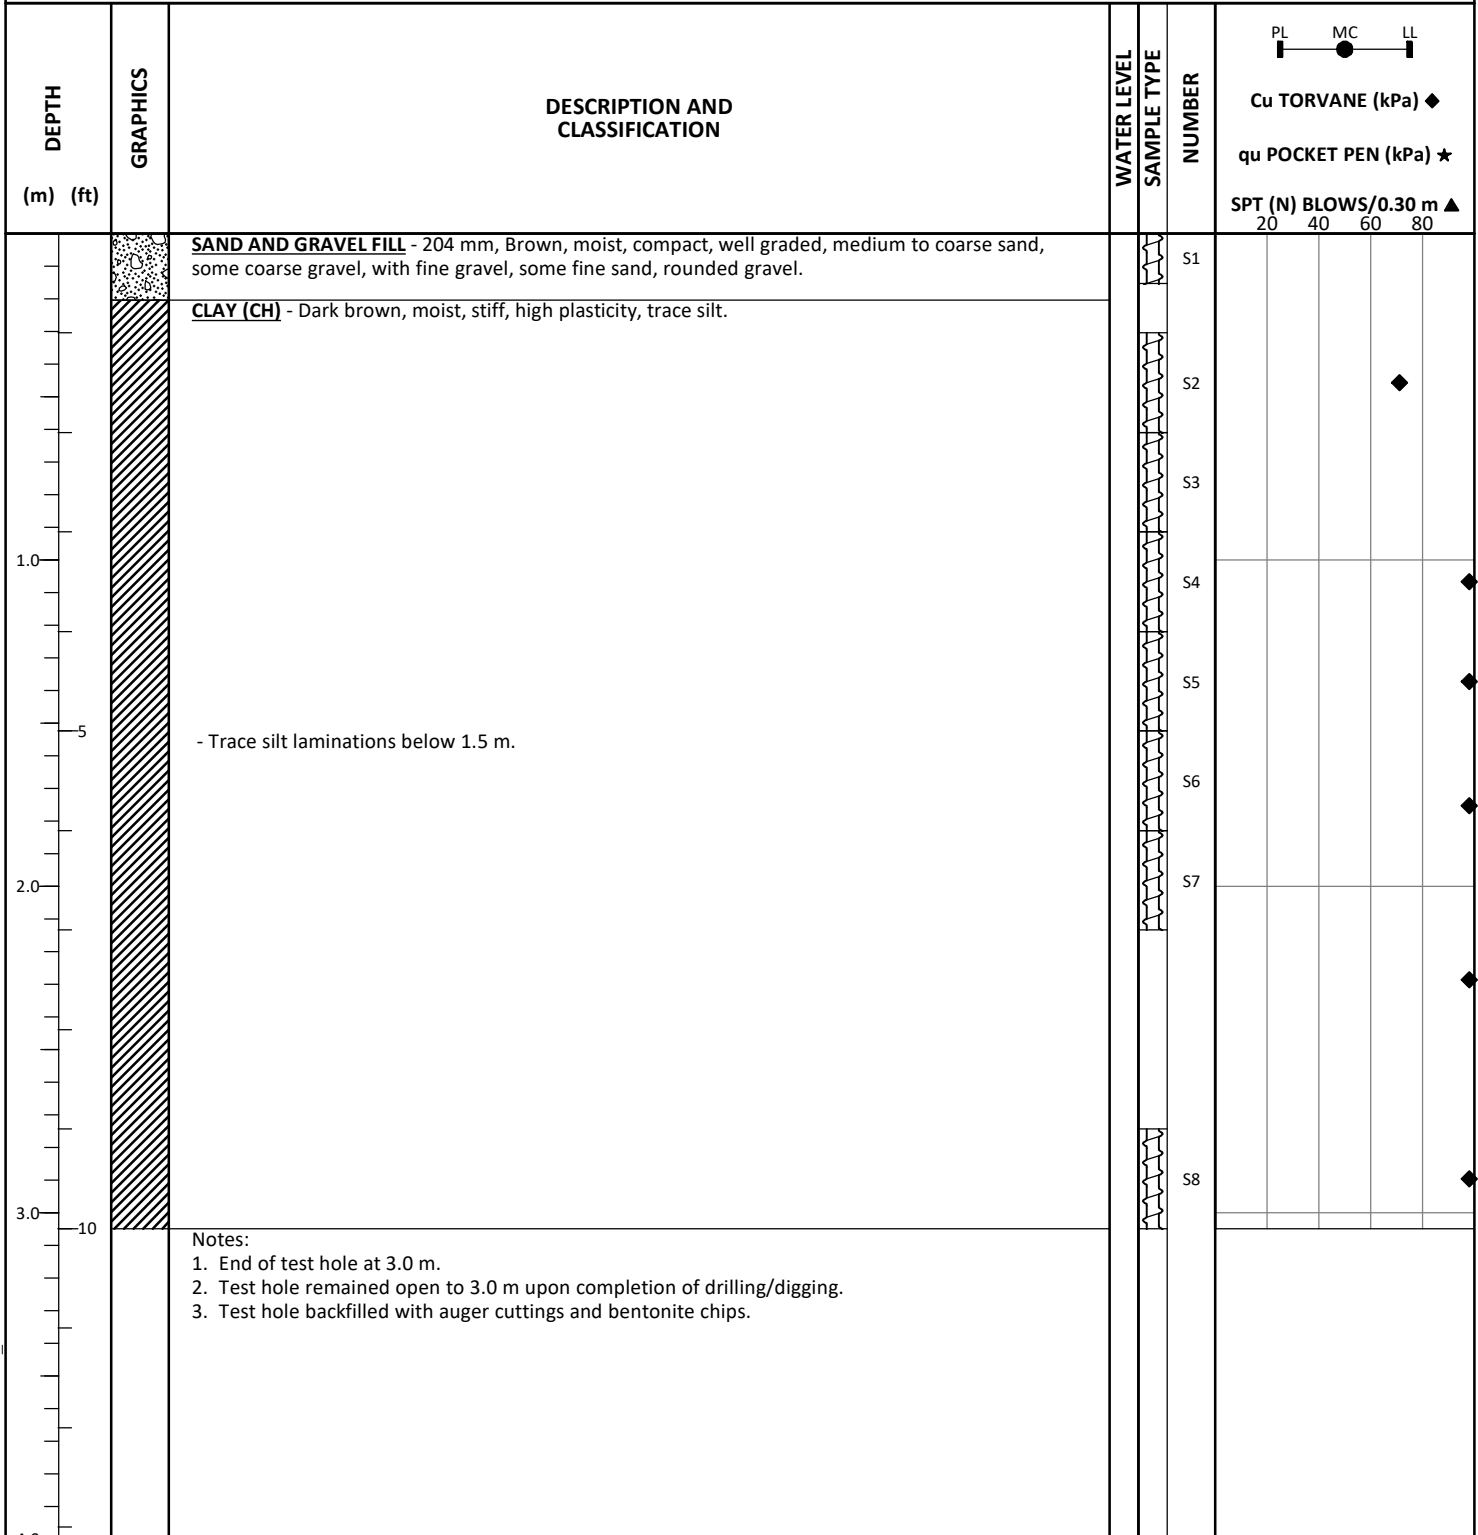 DEPTH
(m) (ft)
GRAPHICS
DESCRIPTION AND
CLASSIFICATION
WATER LEVEL
SAMPLE TYPE
NUMBER
PL MC LL
Cu TORVANE (kPa) ◆
qu POCKET PEN (kPa) ★
SPT (N) BLOWS/0.30 m ▲
20 40 60 80
SAND AND GRAVEL FILL - 204 mm, Brown, moist, compact, well graded, medium to coarse sand,
some coarse gravel, with fine gravel, some fine sand, rounded gravel.
S1
CLAY (CH) - Dark brown, moist, stiff, high plasticity, trace silt.
S2
S3
1.0
S4
S5
5
- Trace silt laminations below 1.5 m.
S6
S7
2.0
S8
3.0
10
Notes:
1. End of test hole at 3.0 m.
2. Test hole remained open to 3.0 m upon completion of drilling/digging.
3. Test hole backfilled with auger cuttings and bentonite chips.